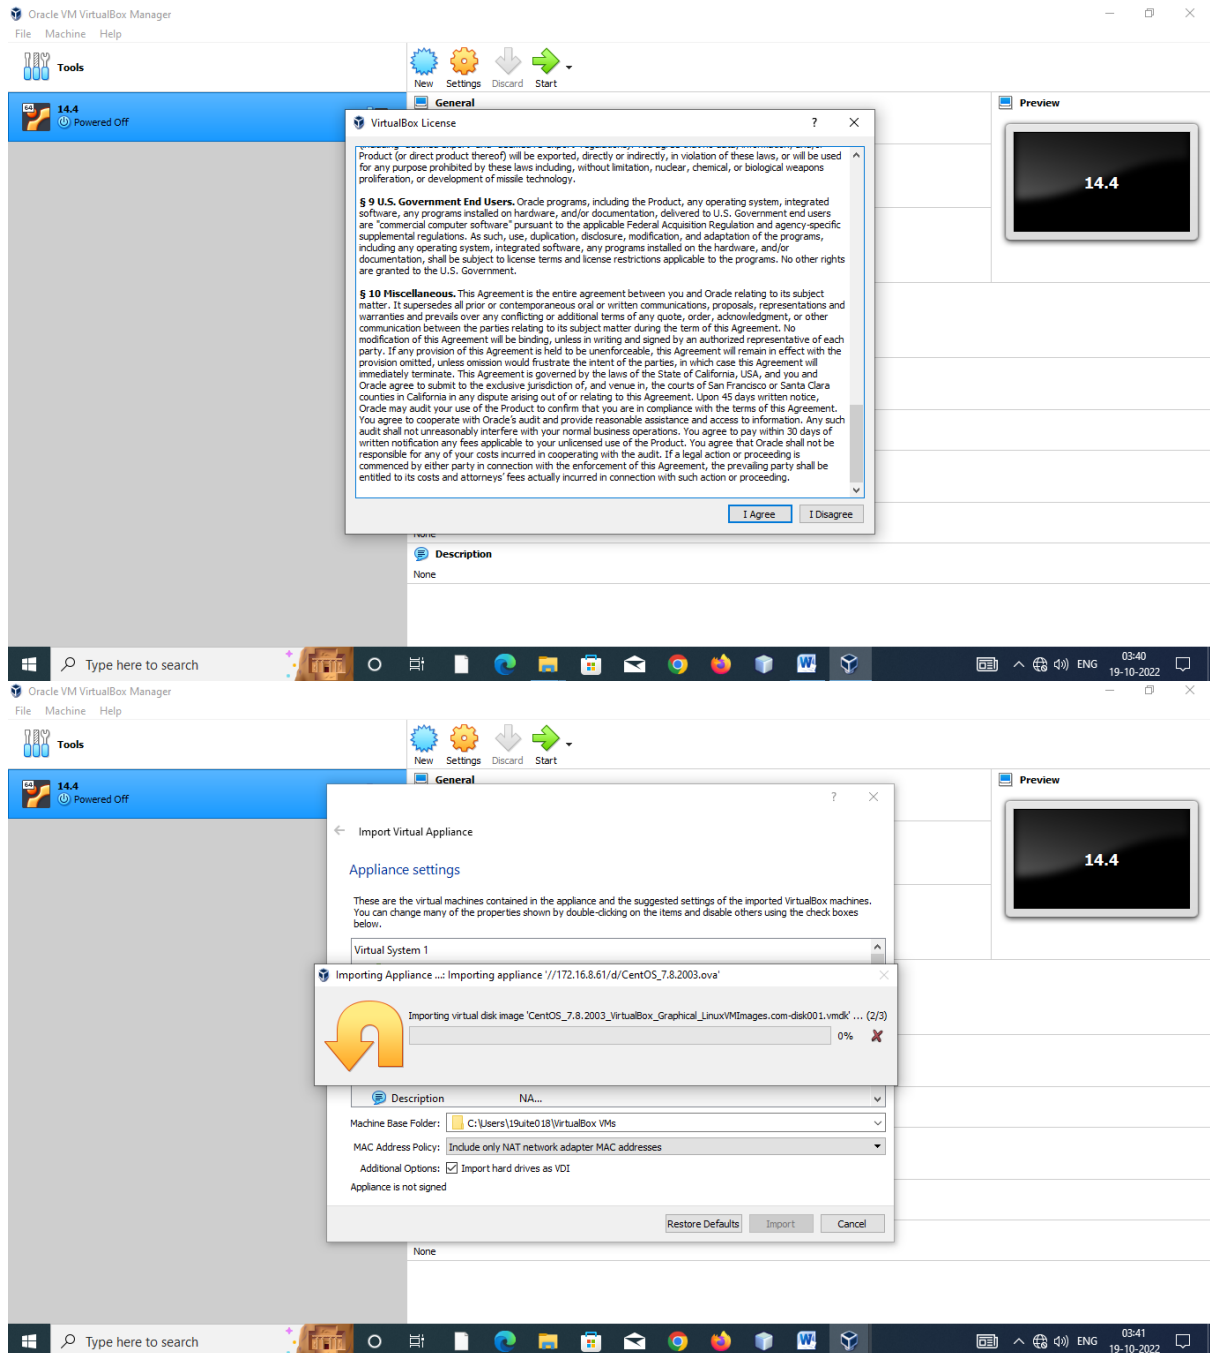 Oracle VM VirtualBox Manager
File Machine Help
Tools
New Settings Discard Start
64
14.4
Powered Off
General
Preview
14.4
VirtualBox License
?
Product (or direct product thereof) will be exported, directly or indirectly, in violation of these laws, or will be used
for any purpose prohibited by these laws including, without limitation, nuclear, chemical, or biological weapons
proliferation, or development of missile technology.
§ 9 U.S. Government End Users. Oracle programs, including the Product, any operating system, integrated
software, any programs installed on hardware, and/or documentation, delivered to U.S. Government end users
are "commercial computer software" pursuant to the applicable Federal Acquisition Regulation and agency-specific
supplemental regulations. As such, use, duplication, disclosure, modification, and adaptation of the programs,
including any operating system, integrated software, any programs installed on the hardware, and/or
documentation, shall be subject to license terms and license restrictions applicable to the programs. No other rights
are granted to the U.S. Government.
§ 10 Miscellaneous. This Agreement is the entire agreement between you and Oracle relating to its subject
matter. It supersedes all prior or contemporaneous oral or written communications, proposals, representations and
warranties and prevails over any conflicting or additional terms of any quote, order, acknowledgment, or other
communication between the parties relating to its subject matter during the term of this Agreement. No
modification of this Agreement will be binding, unless in writing and signed by an authorized representative of each
party. If any provision of this Agreement is held to be unenforceable, this Agreement will remain in effect with the
provision omitted, unless omission would frustrate the intent of the parties, in which case this Agreement will
immediately terminate. This Agreement is governed by the laws of the State of California, USA, and you and
Oracle agree to submit to the exclusive jurisdiction of, and venue in, the courts of San Francisco or Santa Clara
counties in California in any dispute arising out of or relating to this Agreement. Upon 45 days written notice,
Oracle may audit your use of the Product to confirm that you are in compliance with the terms of this Agreement.
You agree to cooperate with Oracle's audit and provide reasonable assistance and access to information. Any such
audit shall not unreasonably interfere with your normal business operations. You agree to pay within 30 days of
written notification any fees applicable to your unlicensed use of the Product. You agree that Oracle shall not be
responsible for any of your costs incurred in cooperating with the audit. If a legal action or proceeding is
commenced by either party in connection with the enforcement of this Agreement, the prevailing party shall be
entitled to its costs and attorneys' fees actually incurred in connection with such action or proceeding.
I Agree I Disagree
None
Description
None
Type here to search
ENG
03:40
19-10-2022
Oracle VM VirtualBox Manager
File Machine Help
Tools
New Settings Discard Start
64
14.4
Powered Off
General
Preview
14.4
?
Import Virtual Appliance
Appliance settings
These are the virtual machines contained in the appliance and the suggested settings of the imported VirtualBox machines.
You can change many of the properties shown by double-clicking on the items and disable others using the check boxes
below.
Virtual System 1
Importing Appliance ...: Importing appliance '//172.16.8.61/d/CentOS_7.8.2003.ova'
Importing virtual disk image 'CentOS_7.8.2003_VirtualBox_Graphical_LinuxVMImages.com-disk001.vmdk' ... (2/3)
0%
Description NA...
Machine Base Folder: C:\Users\19uite018\VirtualBox VMs
MAC Address Policy: Include only NAT network adapter MAC addresses
Additional Options: Import hard drives as VDI
Appliance is not signed
Restore Defaults Import Cancel
None
Type here to search
ENG
03:41
19-10-2022